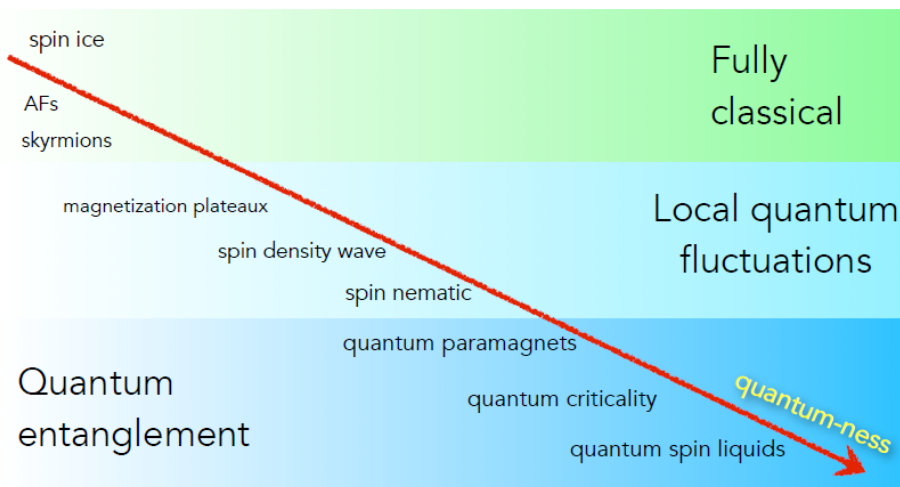 spin ice
Fully
classical
AFs
skyrmions
magnetization plateaux
Local quantum
fluctuations
spin density wave
spin nematic
quantum paramagnets
Quantum
entanglement
quantum criticality
quantum-ness
quantum spin liquids